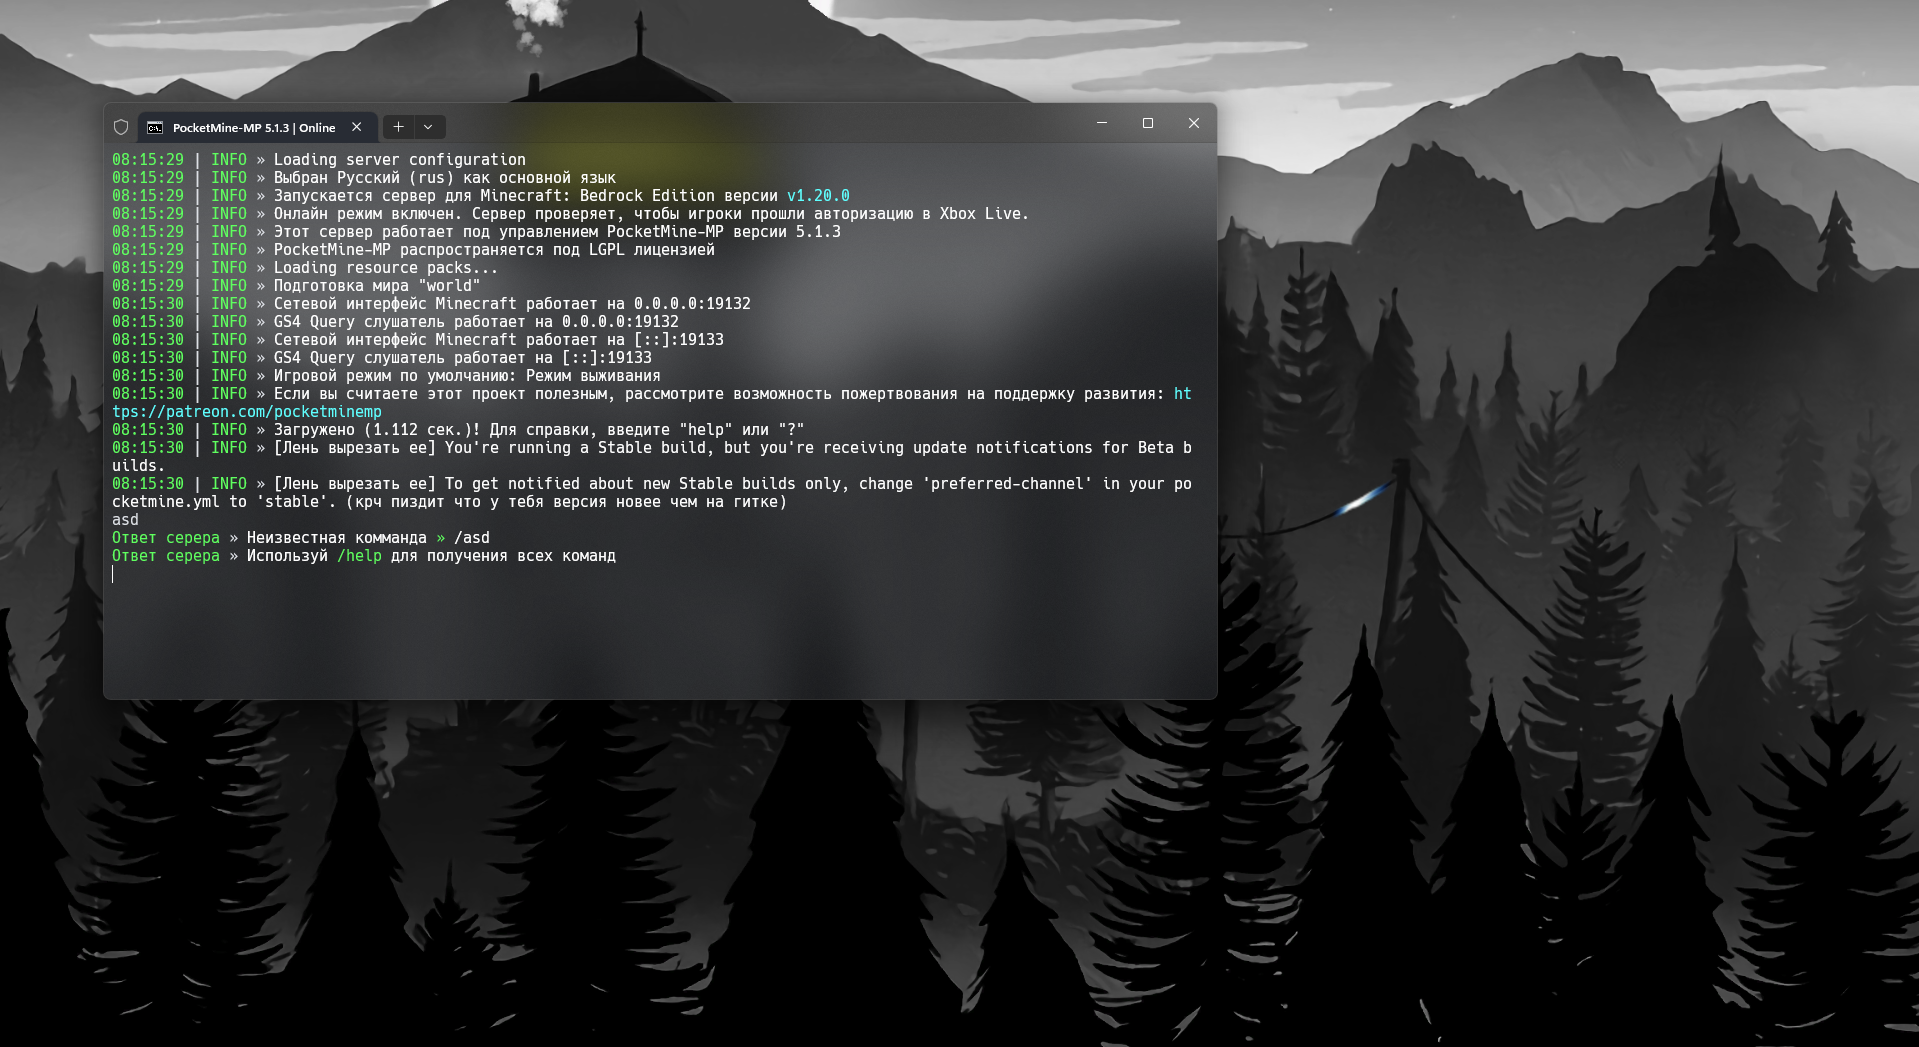 PocketMine-MP 5.1.3 | Online
08:15:29 | INFO » Loading server configuration
08:15:29 | INFO » Выбран Русский (rus) как основной язык
08:15:29 | INFO » Запускается сервер для Minecraft: Bedrock Edition версии v1.20.0
08:15:29 | INFO » Онлайн режим включен. Сервер проверяет, чтобы игроки прошли авторизацию в Xbox Live.
08:15:29 | INFO » Этот сервер работает под управлением PocketMine-MP версии 5.1.3
08:15:29 | INFO » PocketMine-MP распространяется под LGPL лицензией
08:15:29 | INFO » Loading resource packs...
08:15:29 | INFO » Подготовка мира "world"
08:15:30 | INFO » Сетевой интерфейс Minecraft работает на 0.0.0.0:19132
08:15:30 | INFO » GS4 Query слушатель работает на 0.0.0.0:19132
08:15:30 | INFO » Сетевой интерфейс Minecraft работает на [::]:19133
08:15:30 | INFO » GS4 Query слушатель работает на [::]:19133
08:15:30 | INFO » Игровой режим по умолчанию: Режим выживания
08:15:30 | INFO » Если вы считаете этот проект полезным, рассмотрите возможность пожертвования на поддержку развития: ht
tps://patreon.com/pocketminemp
08:15:30 | INFO » Загружено (1.112 сек.)! Для справки, введите "help" или "?"
08:15:30 | INFO » [Лень вырезать ее] You're running a Stable build, but you're receiving update notifications for Beta b
uilds.
08:15:30 | INFO » [Лень вырезать ее] To get notified about new Stable builds only, change 'preferred-channel' in your po
cketmine.yml to 'stable'. (крч пиздит что у тебя версия новее чем на гитке)
asd
Ответ серера » Неизвестная комманда » /asd
Ответ серера » Используй /help для получения всех команд